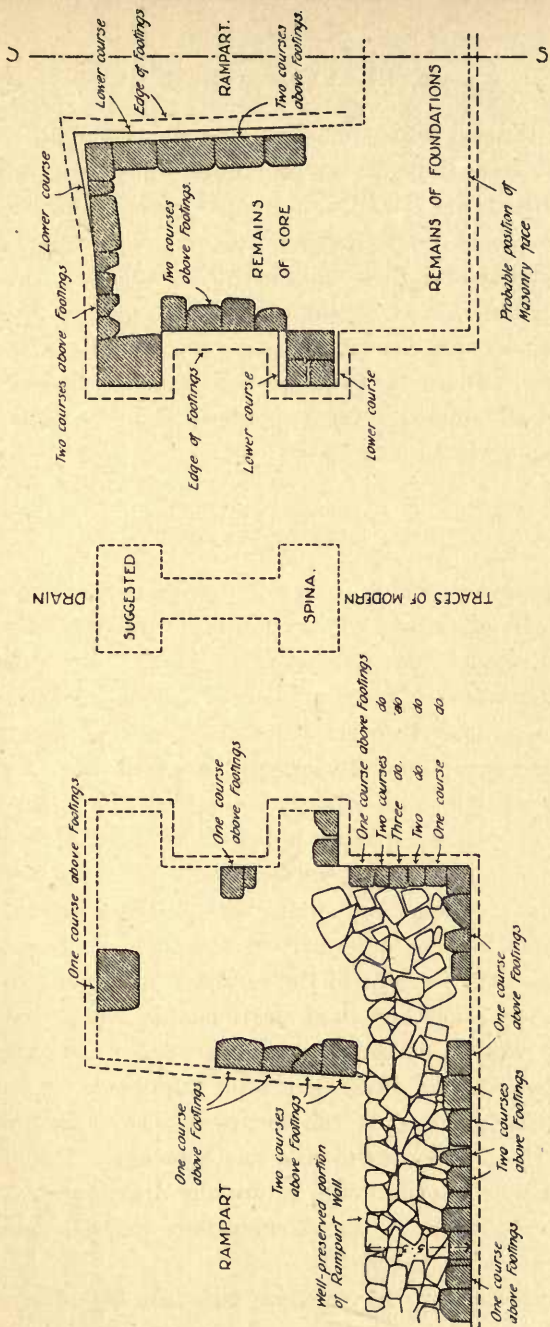 S
S
Lower course
Edge of Footings
RAMPART.
Two courses
above Footings.
Lower course
Two courses above Footings
Two courses
above Footings.
REMAINS
OF CORE
REMAINS OF FOUNDATIONS
Probable position of
Masonry face
Edge of Footings
Lower course
Lower course
DRAIN
SUGGESTED
SPINA.
TRACES OF MODERN
One course above Footings
One course
above Footings
One course above Footings
Two courses do
Three do. do
Two do. do
One course do
RAMPART
One course
above Footings
Two courses
above Footings
Well-preserved portion
of Rampart Wall
One course
above Footings
Two courses
above Footings
One course
above Footings